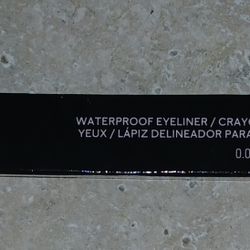 WATERPROOF EYELINER / CRAYO
YEUX / LÁPIZ DELINEADOR PARA
0.0